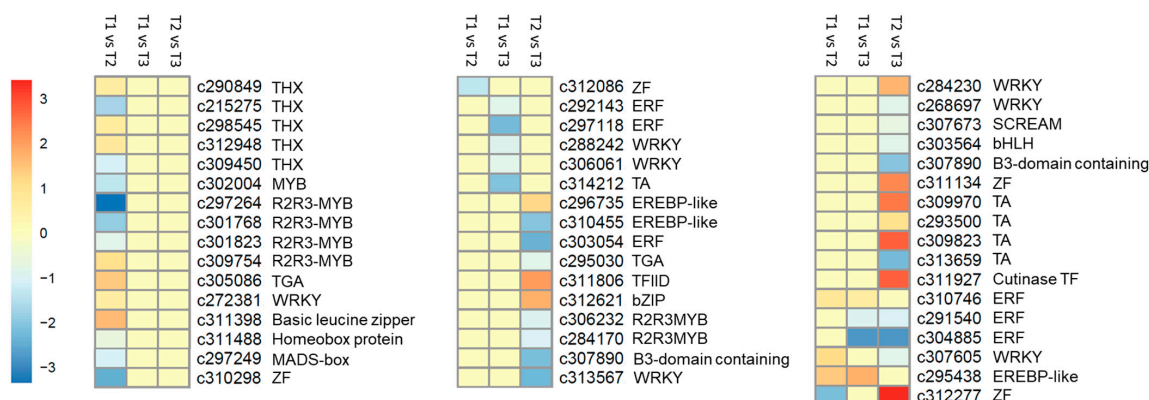 T1 vs T2
T1 vs T3
T2 vs T3
T1 vs T2
T1 vs T3
T2 vs T3
T1 vs T2
T1 vs T3
T2 vs T3
3
2
1
0
−1
−2
−3
c290849 THX
c215275 THX
c298545 THX
c312948 THX
c309450 THX
c302004 MYB
c297264 R2R3-MYB
c301768 R2R3-MYB
c301823 R2R3-MYB
c309754 R2R3-MYB
c305086 TGA
c272381 WRKY
c311398 Basic leucine zipper
c311488 Homeobox protein
c297249 MADS-box
c310298 ZF
c312086 ZF
c292143 ERF
c297118 ERF
c288242 WRKY
c306061 WRKY
c314212 TA
c296735 EREBP-like
c310455 EREBP-like
c303054 ERF
c295030 TGA
c311806 TFIID
c312621 bZIP
c306232 R2R3MYB
c284170 R2R3MYB
c307890 B3-domain containing
c313567 WRKY
c284230 WRKY
c268697 WRKY
c307673 SCREAM
c303564 bHLH
c307890 B3-domain containing
c311134 ZF
c309970 TA
c293500 TA
c309823 TA
c313659 TA
c311927 Cutinase TF
c310746 ERF
c291540 ERF
c304885 ERF
c307605 WRKY
c295438 EREBP-like
c312277 ZF